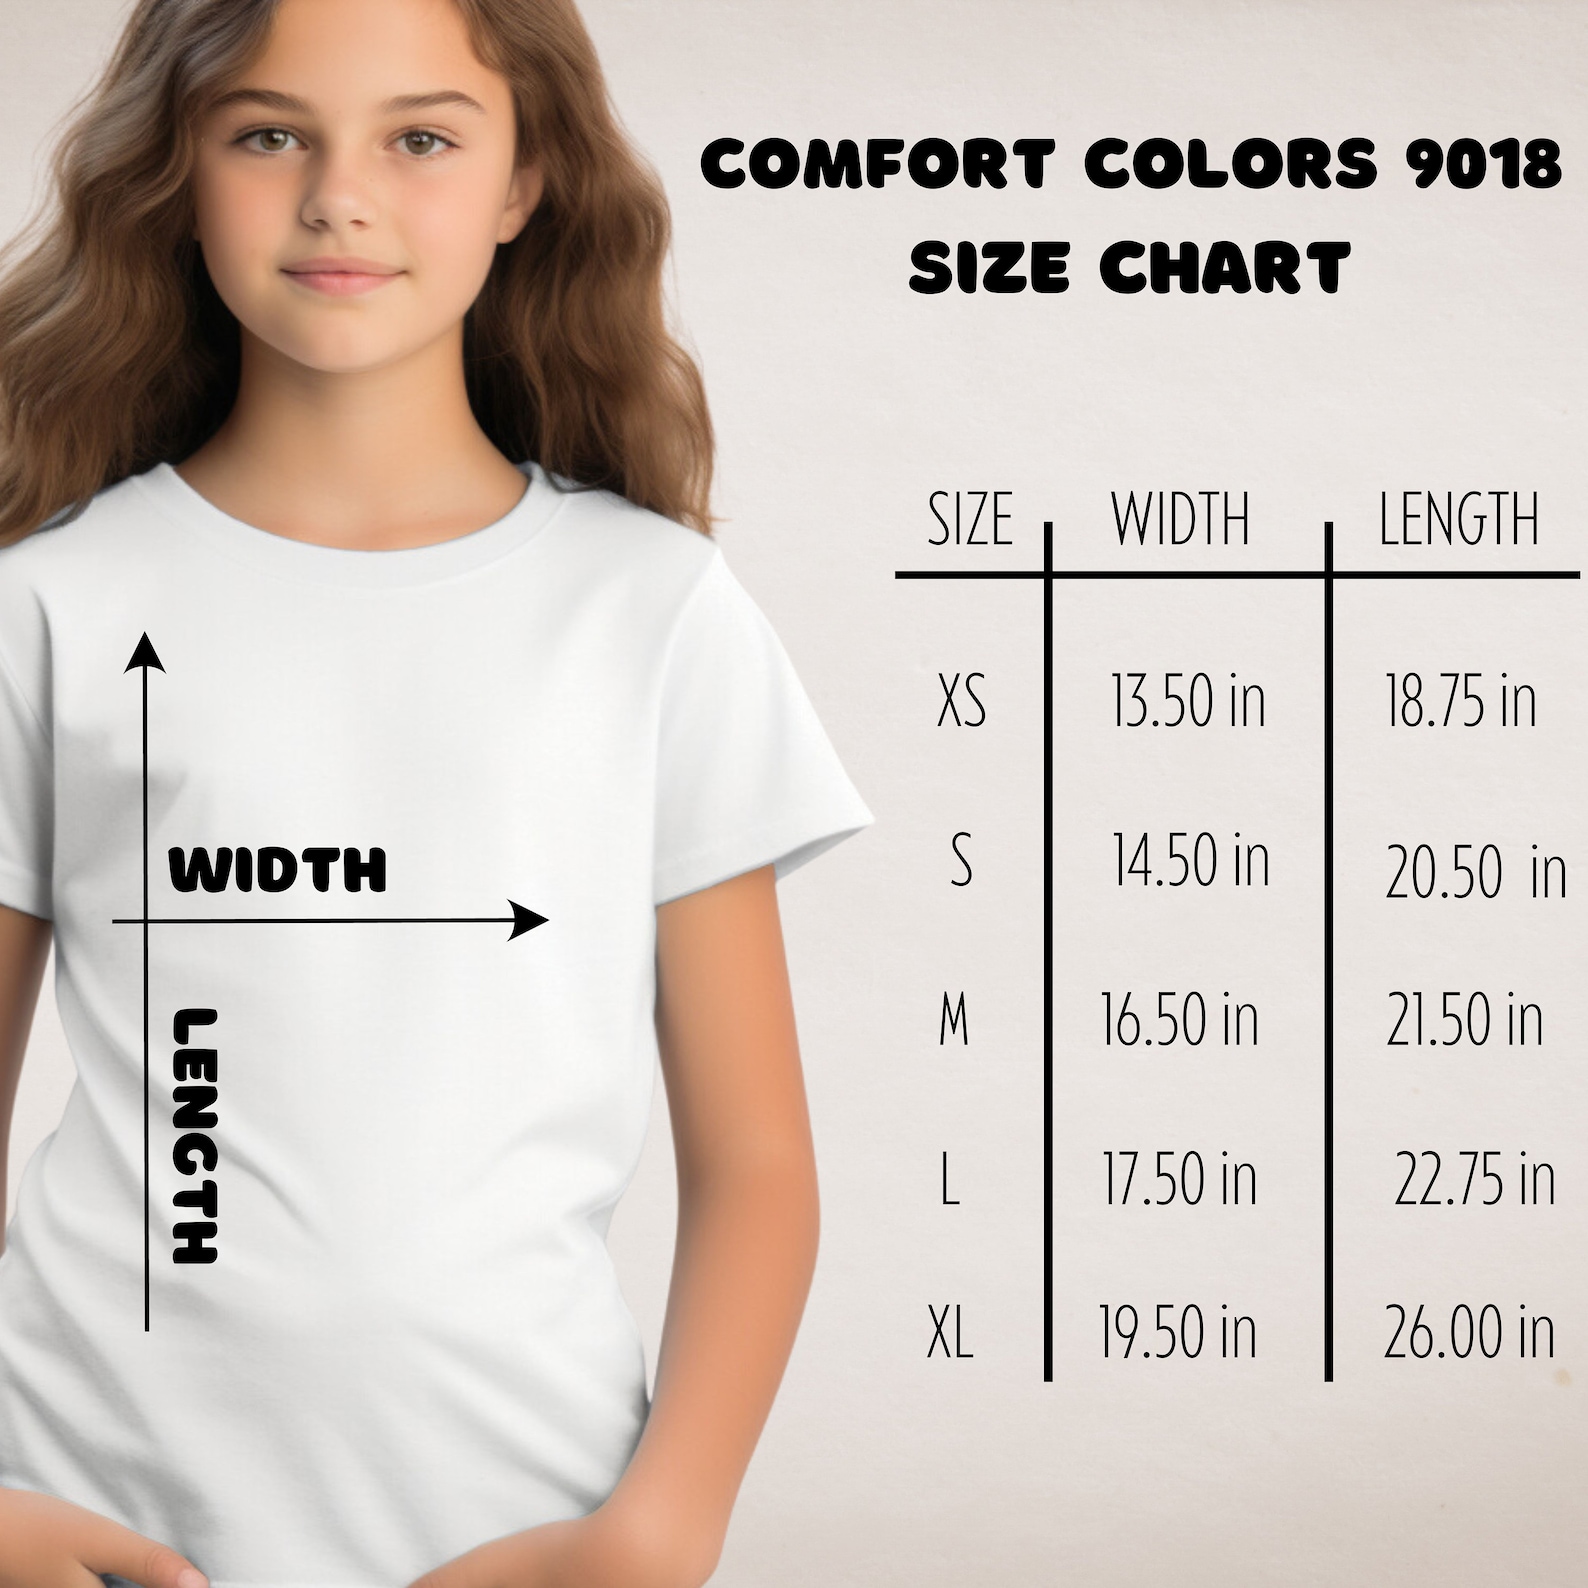 COMFORT COLORS 9018
SIZE CHART
SIZE WIDTH LENGTH
XS 13.50 in 18.75 in
S 14.50 in 20.50 in
M 16.50 in 21.50 in
L 17.50 in 22.75 in
XL 19.50 in 26.00 in
WIDTH
LENGTH